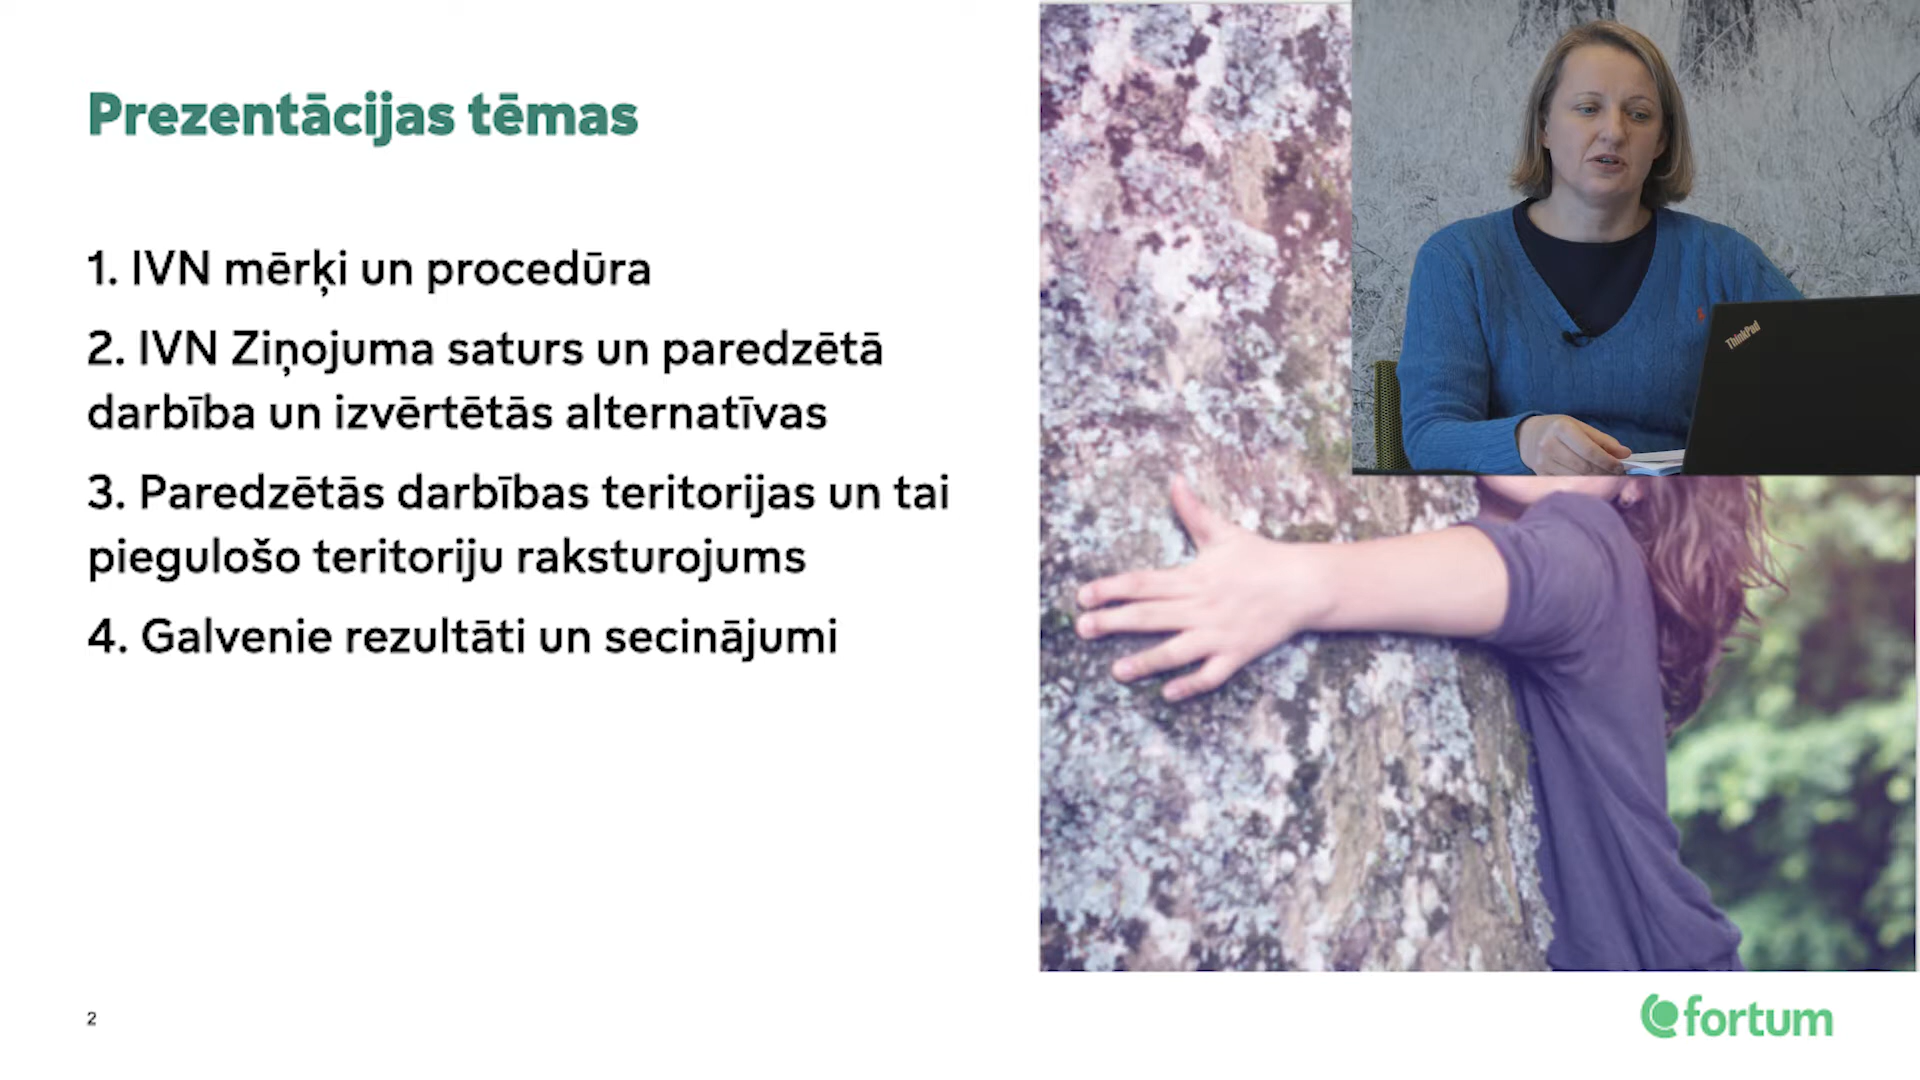 Prezentācijas tēmas
1. IVN mērķi un procedūra
2. IVN Ziņojuma saturs un paredzētā
darbība un izvērtētās alternatīvas
3. Paredzētās darbības teritorijas un tai
piegulošo teritoriju raksturojums
4. Galvenie rezultāti un secinājumi
ThinkPad
2
fortum